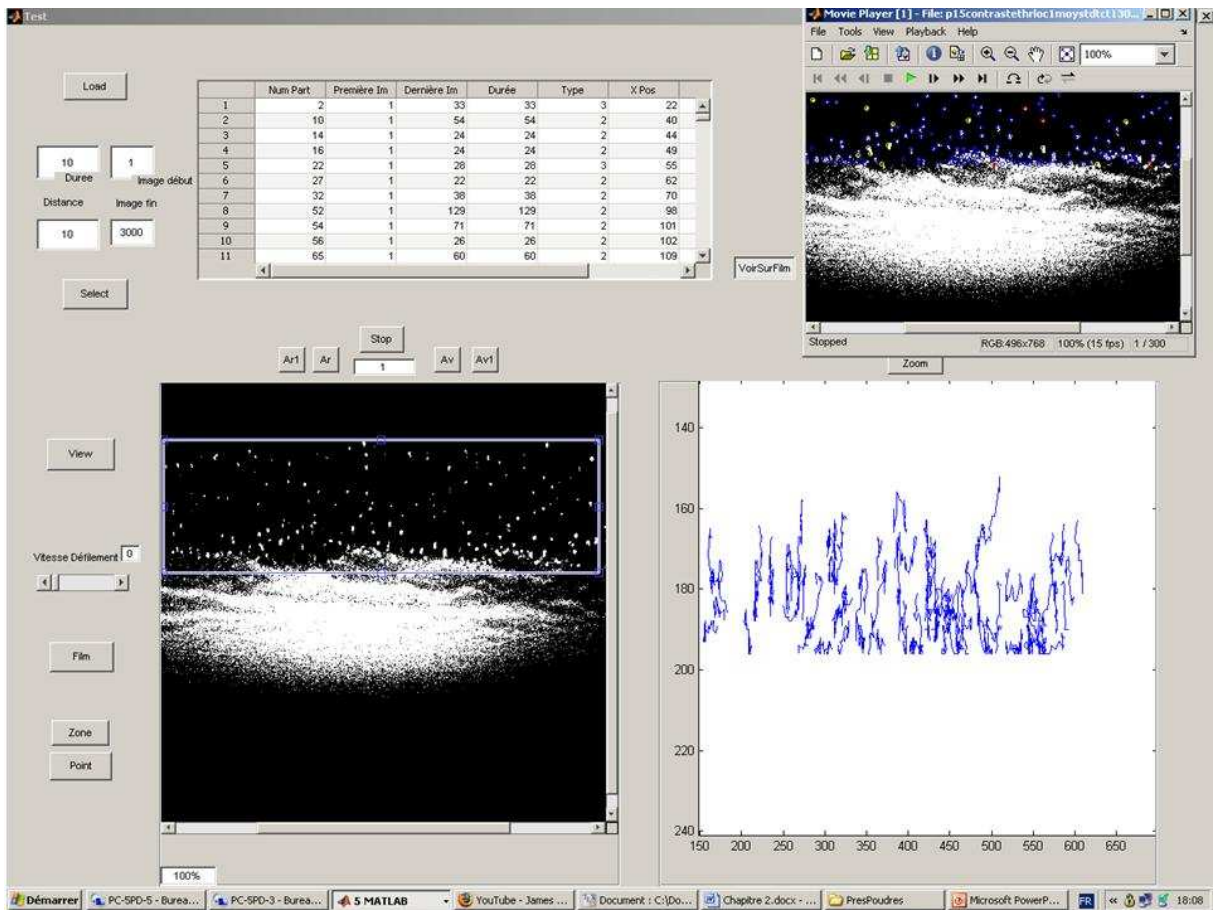 Test
Movie Player [1] - File: p15contrastethrloc1moystdtct130...
File Tools View Playback Help
100%
Load
Num Part Première Im Dernière Im Durée Type X Pos
1 2 1 33 33 3 22
2 10 1 54 54 2 40
3 14 1 24 24 2 44
4 16 1 24 24 2 49
5 22 1 28 28 3 55
6 27 1 22 22 2 62
7 32 1 38 38 2 70
8 52 1 129 129 2 98
9 54 1 71 71 2 101
10 56 1 26 26 2 102
11 65 1 60 60 2 109
10 1
Duree Image début
Distance Image fin
10 3000
VoirSurFilm
Select
Stopped RGB:496x768 100% (15 fps) 1 / 300
Stop
Ar1 Ar 1 Av Av1
Zoom
View
Vitesse Défilement 0
Film
Zone
Point
100%
140
160
180
200
220
240
150 200 250 300 350 400 450 500 550 600 650
Démarrer PC-SPD-5 - Burea... PC-SPD-3 - Burea... 5 MATLAB YouTube - James ... Document : C:\Do... Chapitre 2.docx - ... PresPoudres Microsoft PowerP... FR « 18:08